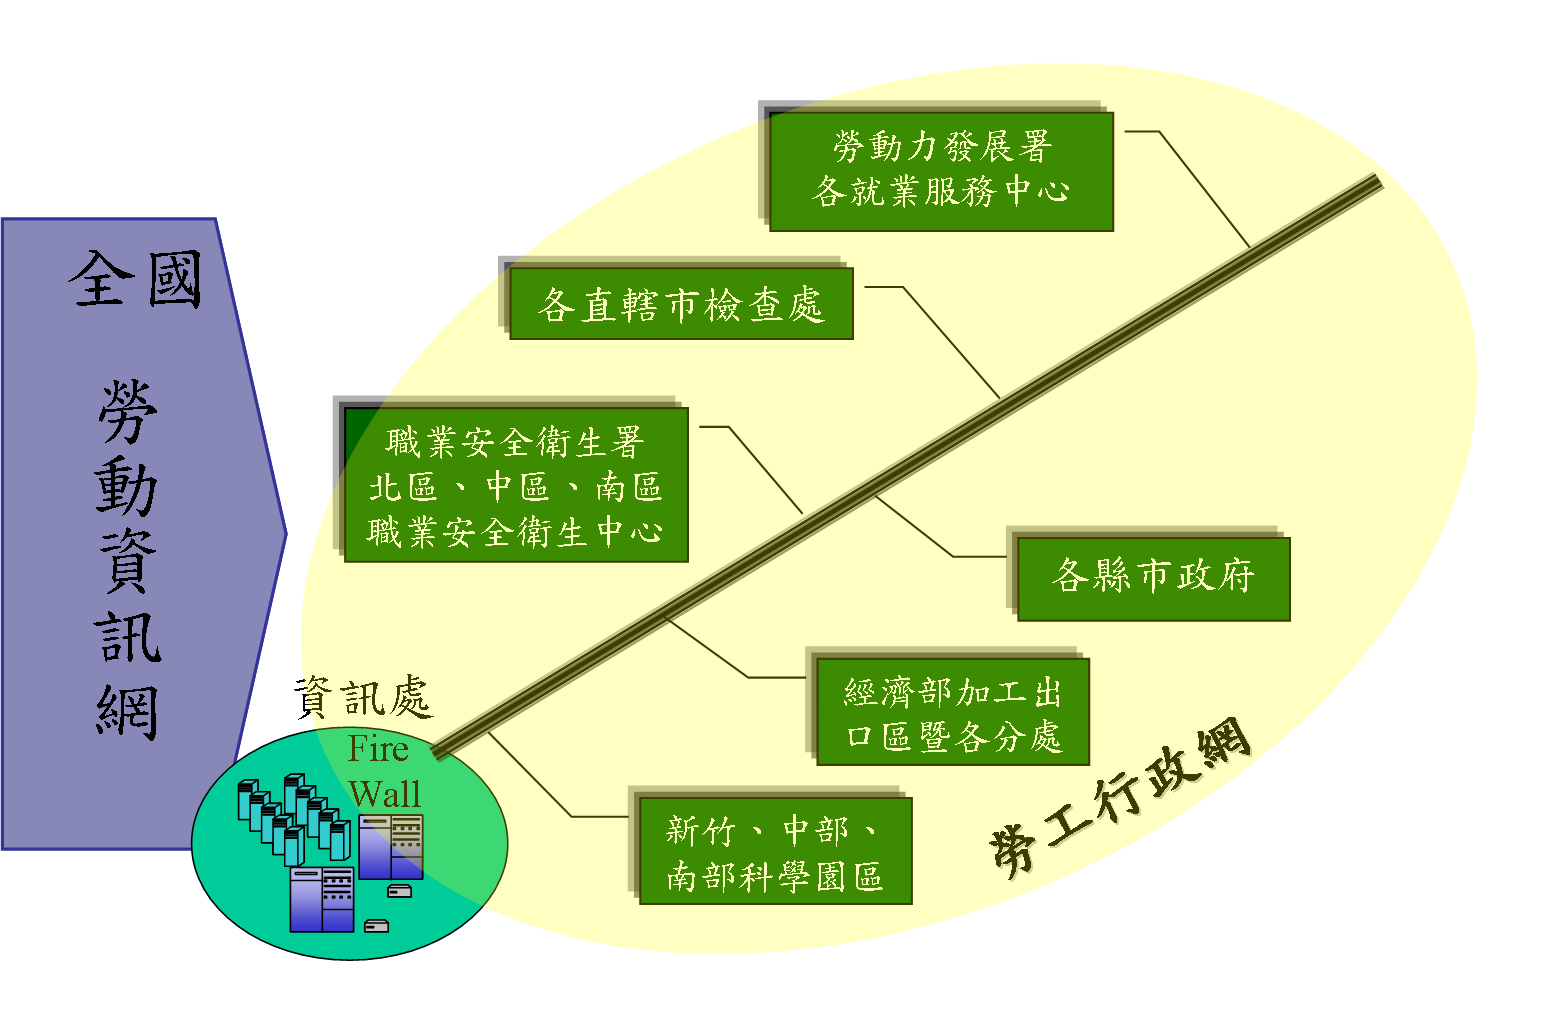 全國
勞動資訊網
勞動力發展署
各就業服務中心
各直轄市檢查處
職業安全衛生署
北區、中區、南區
職業安全衛生中心
各縣市政府
經濟部加工出
口區暨各分處
新竹、中部、
南部科學園區
資訊處
Fire
Wall
勞工行政網